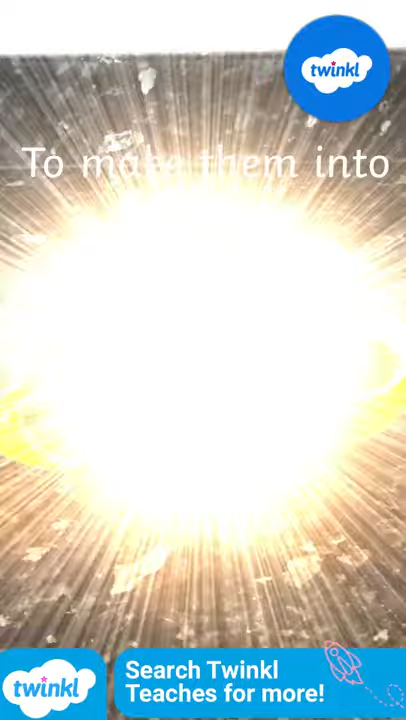 twinkl
To make them into
twinkl
Search Twinkl
Teaches for more!